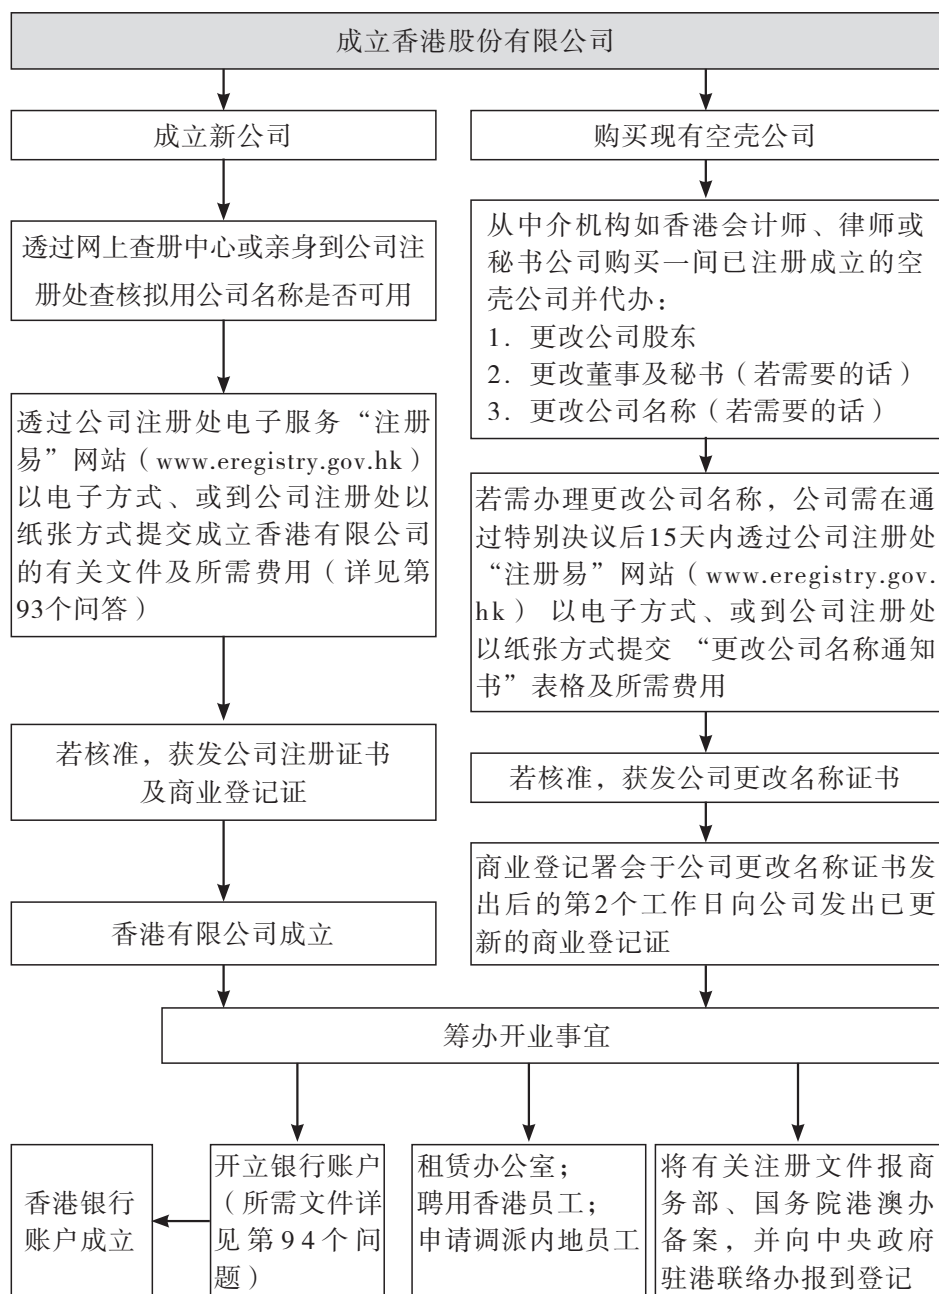 成立香港股份有限公司
成立新公司
透过网上查册中心或亲身到公司注
册处查核拟用公司名称是否可用
透过公司注册处电子服务“注册
易”网站（www.eregistry.gov.hk）
以电子方式、或到公司注册处以
纸张方式提交成立香港有限公司
的有关文件及所需费用（详见第
93个问答）
若核准，获发公司注册证书
及商业登记证
香港有限公司成立
购买现有空壳公司
从中介机构如香港会计师、律师或
秘书公司购买一间已注册成立的空
壳公司并代办：
1. 更改公司股东
2. 更改董事及秘书（若需要的话）
3. 更改公司名称（若需要的话）
若需办理更改公司名称，公司需在通
过特别决议后15天内透过公司注册处
“注册易”网站（www.eregistry.gov.
hk） 以电子方式、或到公司注册处
以纸张方式提交 “更改公司名称通知
书”表格及所需费用
若核准，获发公司更改名称证书
商业登记署会于公司更改名称证书发
出后的第2个工作日向公司发出已更
新的商业登记证
筹办开业事宜
香港银行
账户成立
开立银行账户
（所需文件详
见第94个问
题）
租赁办公室；
聘用香港员工；
申请调派内地员工
将有关注册文件报商
务部、国务院港澳办
备案，并向中央政府
驻港联络办报到登记